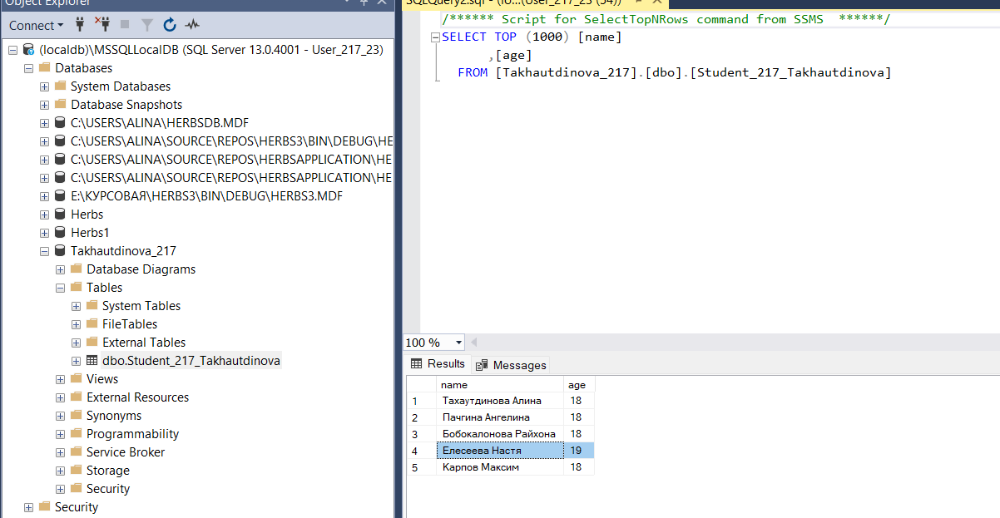 Object Explorer
Connect
(localdb)\MSSQLLocalDB (SQL Server 13.0.4001 - User_217_23)
Databases
System Databases
Database Snapshots
C:\USERS\ALINA\HERBSDB.MDF
C:\USERS\ALINA\SOURCE\REPOS\HERBS3\BIN\DEBUG\HE
C:\USERS\ALINA\SOURCE\REPOS\HERBSAPPLICATION\HE
C:\USERS\ALINA\SOURCE\REPOS\HERBSAPPLICATION\HE
E:\КУРСОВАЯ\HERBS3\BIN\DEBUG\HERBS3.MDF
Herbs
Herbs1
Takhautdinova_217
Database Diagrams
Tables
System Tables
FileTables
External Tables
dbo.Student_217_Takhautdinova
Views
External Resources
Synonyms
Programmability
Service Broker
Storage
Security
Security
SQLQuery2.sql - (lo...(User_217_23 (54))
/****** Script for SelectTopNRows command from SSMS  ******/
SELECT TOP (1000) [name]
,[age]
FROM [Takhautdinova_217].[dbo].[Student_217_Takhautdinova]
100 %
Results Messages
name age
1 Тахаутдинова Алина 18
2 Пачгина Ангелина 18
3 Бобокалонова Райхона 18
4 Елесеева Настя 19
5 Карпов Максим 18